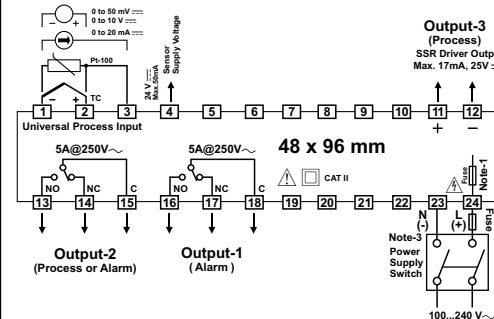 0 to 50 mV
0 to 10 V
0 to 20 mA
Pt-100
TC
24 V
Max.50mA
Sensor
Supply Voltage
Output-3
(Process)
SSR Driver Outp
Max. 17mA, 25V
1 2 3 4 5 6 7 8 9 10 11 12
Universal Process Input
+ −
5A@250V~ 5A@250V~
48 x 96 mm
CAT II
Fuse
Note-1
NO NC C NO NC C
13 14 15 16 17 18 19 20 21 22 23 24
N
(-)
L
(+)
Fuse
Output-2
(Process or Alarm)
Output-1
( Alarm )
Note-3
Power
Supply
Switch
100...240 V~